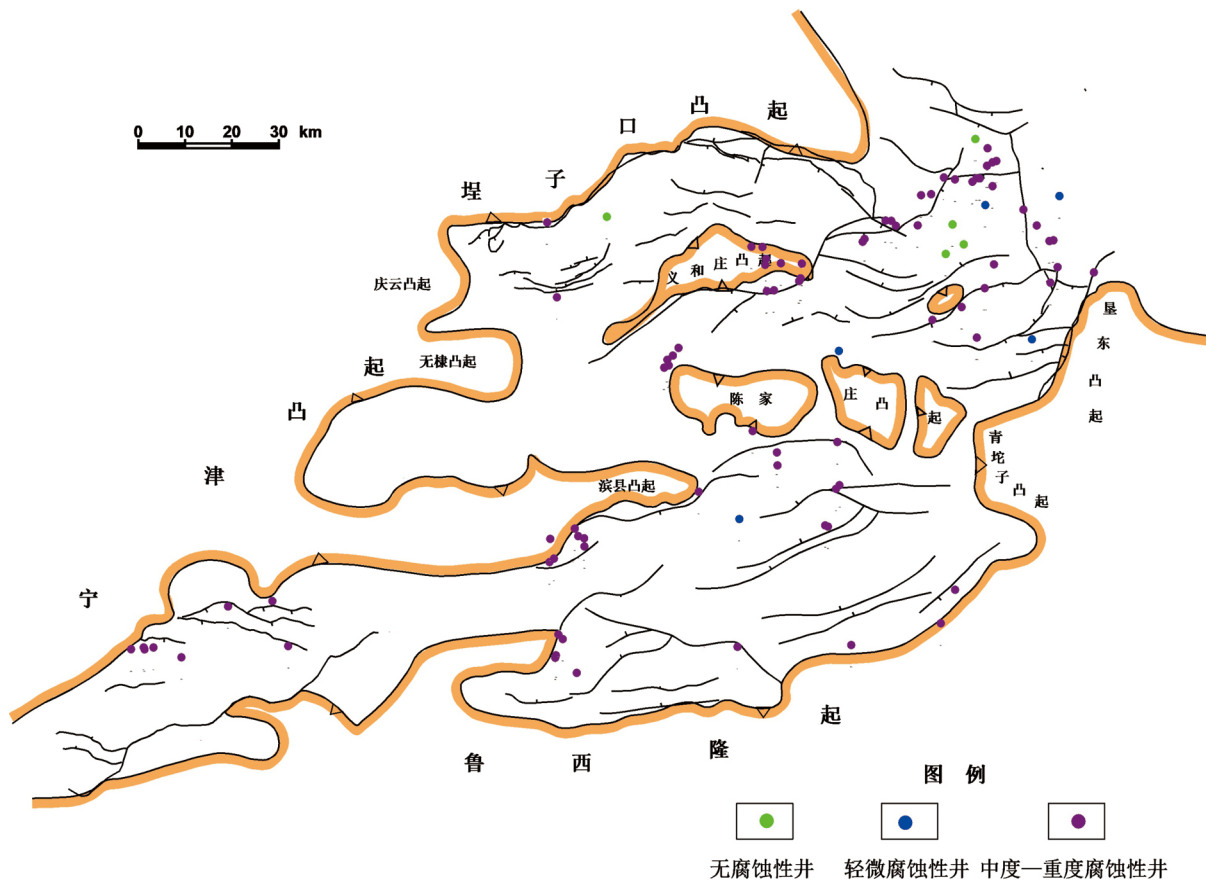 0 10 20 30 km
埕子口凸起
庆云凸起
义和庄凸起
无棣凸起
垦东凸起
陈家庄凸起
青坨子凸起
滨县凸起
宁津凸起
鲁西隆起
图 例
无腐蚀性井 轻微腐蚀性井 中度—重度腐蚀性井